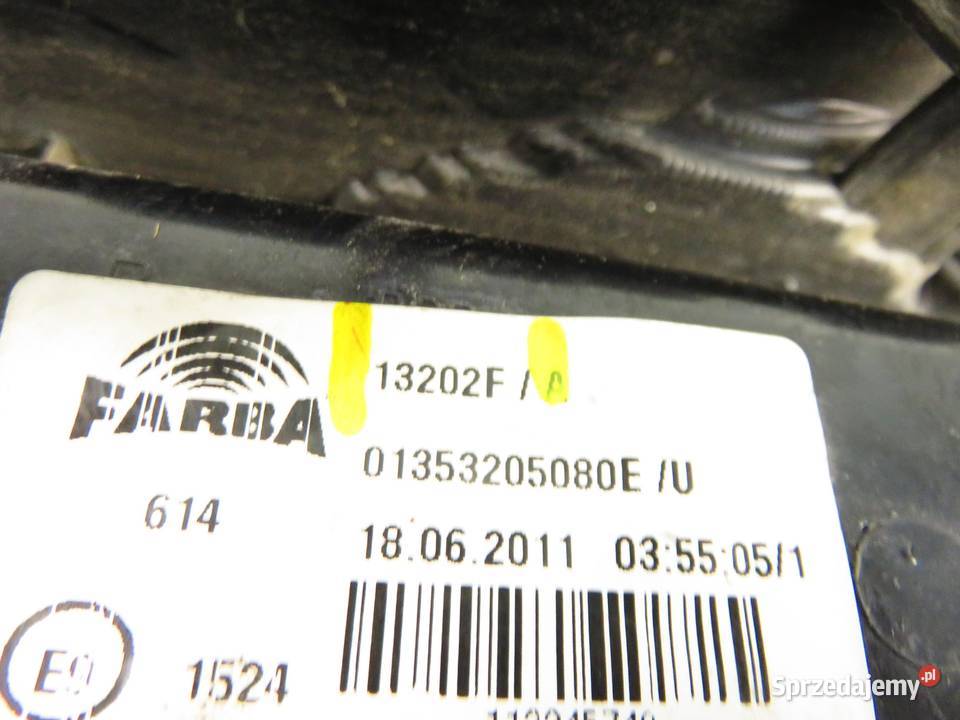 FARBA
13202F / A
01353205080E /U
614
18.06.2011 03:55:05/1
E9
1524
Sprzedajemy.pl